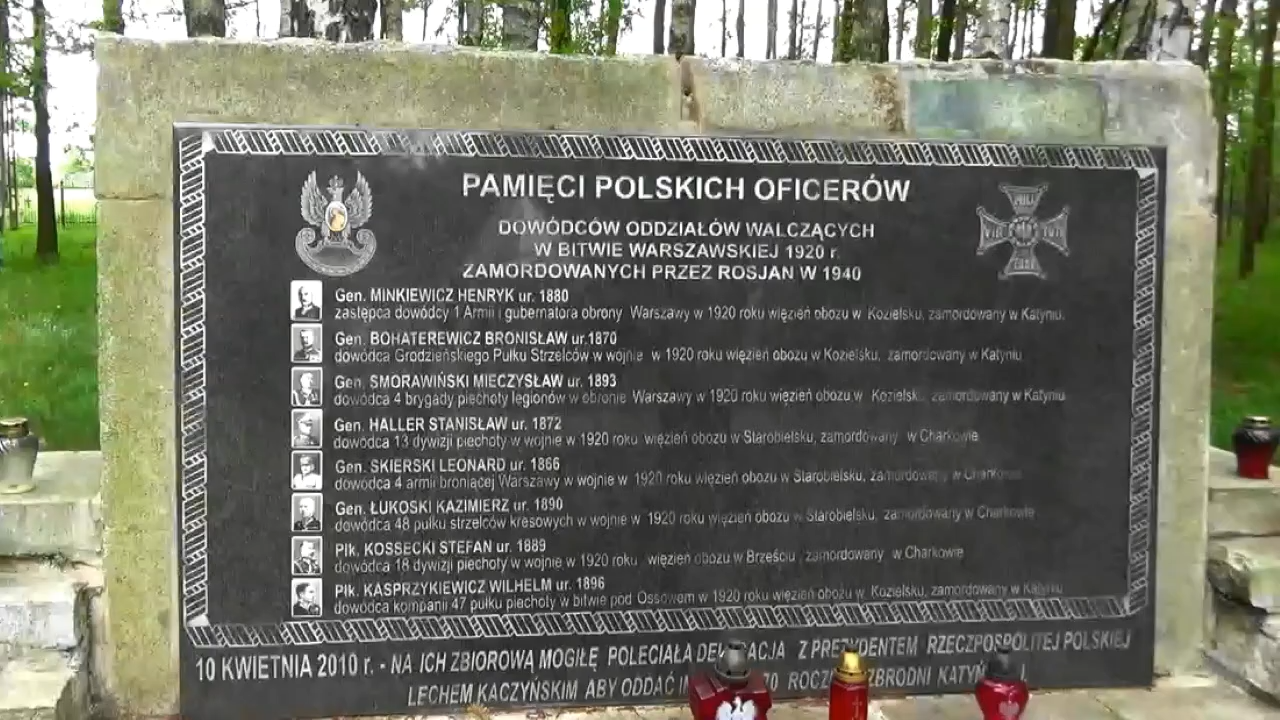 PAMIĘCI POLSKICH OFICERÓW
DOWÓDCÓW ODDZIAŁÓW WALCZĄCYCH
W BITWIE WARSZAWSKIEJ 1920 r.
ZAMORDOWANYCH PRZEZ ROSJAN W 1940
Gen. MINKIEWICZ HENRYK ur. 1880
zastępca dowódcy 1 Armii i gubernatora obrony Warszawy w 1920 roku więzień obozu w Kozielsku, zamordowany w Katyniu.
Gen. BOHATEREWICZ BRONISŁAW ur.1870
dowódca Grodzieńskiego Pułku Strzelców w wojnie w 1920 roku więzień obozu w Kozielsku, zamordowany w Katyniu
Gen. SMORAWIŃSKI MIECZYSŁAW ur. 1893
dowódca 4 brygady piechoty legionów w obronie Warszawy w 1920 roku więzień obozu w Kozielsku, zamordowany w Katyniu
Gen. HALLER STANISŁAW ur. 1872
dowódca 13 dywizji piechoty w wojnie w 1920 roku więzień obozu w Starobielsku, zamordowany w Charkowie
Gen. SKIERSKI LEONARD ur. 1866
dowódca 4 armii broniącej Warszawy w wojnie w 1920 roku więzień obozu w Starobielsku, zamordowany w Charkowie
Gen. ŁUKOSKI KAZIMIERZ ur. 1890
dowódca 48 pułku strzelców kresowych w wojnie w 1920 roku więzień obozu w Starobielsku, zamordowany w Charkowie
Płk. KOSSECKI STEFAN ur. 1889
dowódca 18 dywizji piechoty w wojnie w 1920 roku więzień obozu w Brześciu, zamordowany w Charkowie
Płk. KASPRZYKIEWICZ WILHELM ur. 1896
dowódca kompanii 47 pułku piechoty w bitwie pod Ossowem w 1920 roku więzień obozu w Kozielsku, zamordowany w Katyniu
10 KWIETNIA 2010 r. - NA ICH ZBIOROWĄ MOGIŁĘ POLECIAŁA Z PREZYDENTEM RZECZPOSPOLITEJ POLSKIEJ
LECHEM KACZYŃSKIM ABY ODDAĆ 70 ZBRODNI